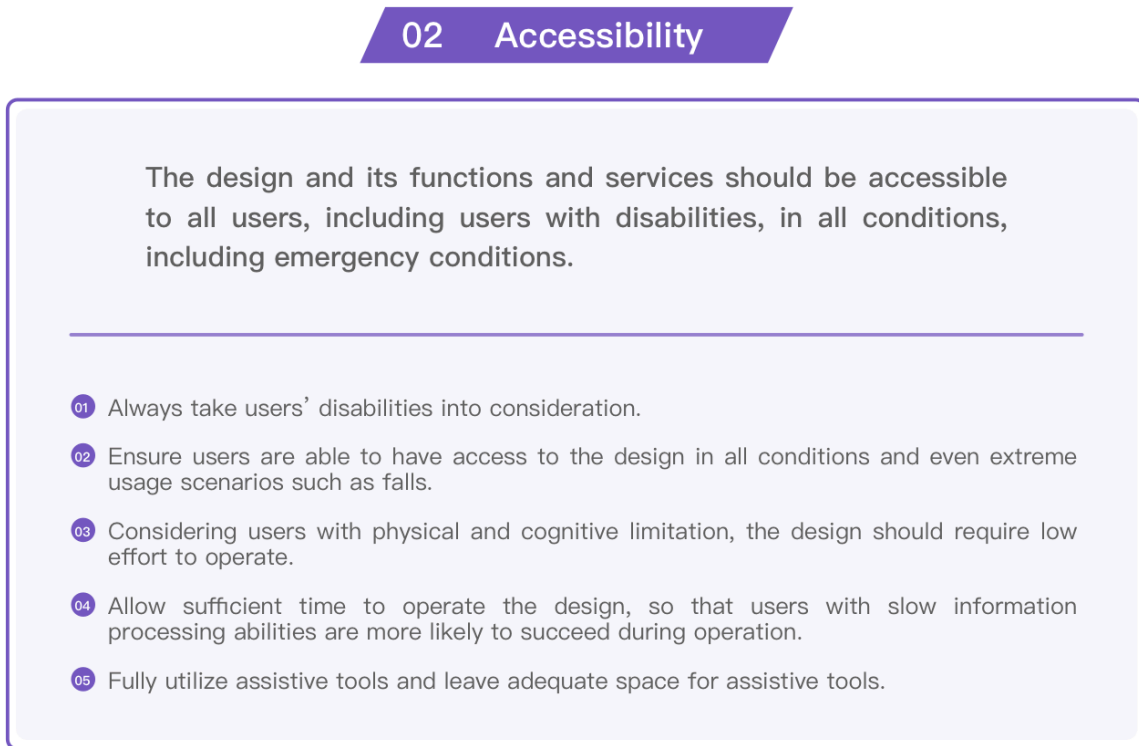 02 Accessibility
The design and its functions and services should be accessible
to all users, including users with disabilities, in all conditions,
including emergency conditions.
01 Always take users’ disabilities into consideration.
02 Ensure users are able to have access to the design in all conditions and even extreme
usage scenarios such as falls.
03 Considering users with physical and cognitive limitation, the design should require low
effort to operate.
04 Allow sufficient time to operate the design, so that users with slow information
processing abilities are more likely to succeed during operation.
05 Fully utilize assistive tools and leave adequate space for assistive tools.